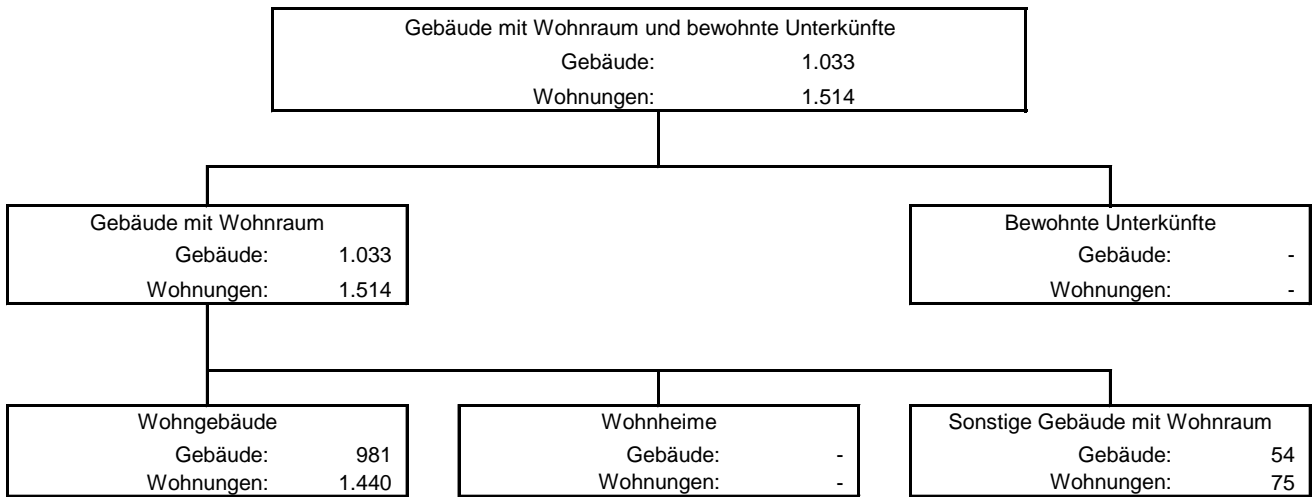 Gebäude mit Wohnraum und bewohnte Unterkünfte
Gebäude: 1.033
Wohnungen: 1.514
Gebäude mit Wohnraum
Gebäude: 1.033
Wohnungen: 1.514
Bewohnte Unterkünfte
Gebäude: -
Wohnungen: -
Wohngebäude
Gebäude: 981
Wohnungen: 1.440
Wohnheime
Gebäude: -
Wohnungen: -
Sonstige Gebäude mit Wohnraum
Gebäude: 54
Wohnungen: 75